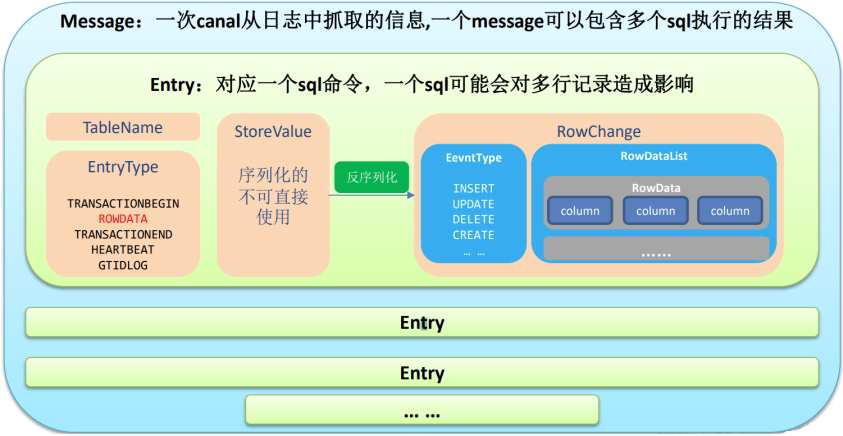 Message：一次canal从日志中抓取的信息,一个message可以包含多个sql执行的结果
Entry：对应一个sql命令，一个sql可能会对多行记录造成影响
TableName
EntryType
TRANSACTIONBEGIN
ROWDATA
TRANSACTIONEND
HEARTBEAT
GTIDLOG
StoreValue
序列化的
不可直接
使用
反序列化
RowChange
EevntType
INSERT
UPDATE
DELETE
CREATE
… …
RowDataList
RowData
column
column
column
……
Entry
Entry
… …